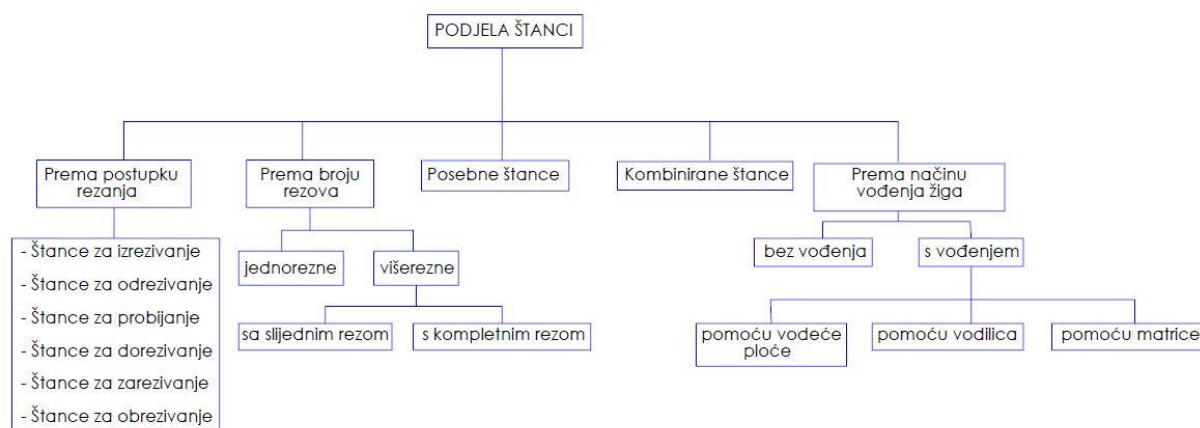 PODJELA ŠTANCI
Prema postupku
rezanja
Prema broju
rezova
Posebne štance
Kombinirane štance
Prema načinu
vođenja žiga
- Štance za izrezivanje
- Štance za odrezivanje
- Štance za probijanje
- Štance za dorezivanje
- Štance za zarezivanje
- Štance za obrezivanje
jednorezne
višerezne
sa slijednim rezom
s kompletnim rezom
bez vođenja
s vođenjem
pomoću vodeće
ploće
pomoću vodilica
pomoću matrice